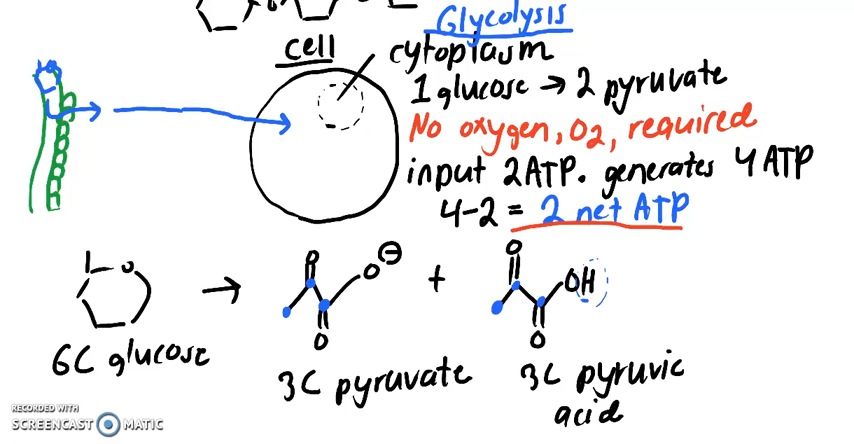 Glycolysis
cell
cytoplasm
1 glucose → 2 pyruvate
No oxygen, O2, required
input 2ATP. generates 4 ATP
4-2 = 2 net ATP
O
O
O ⊖
+
OH
O
O
O
6C glucose
3C pyruvate
3C pyruvic
acid
RECORDED WITH
SCREENCAST MATIC